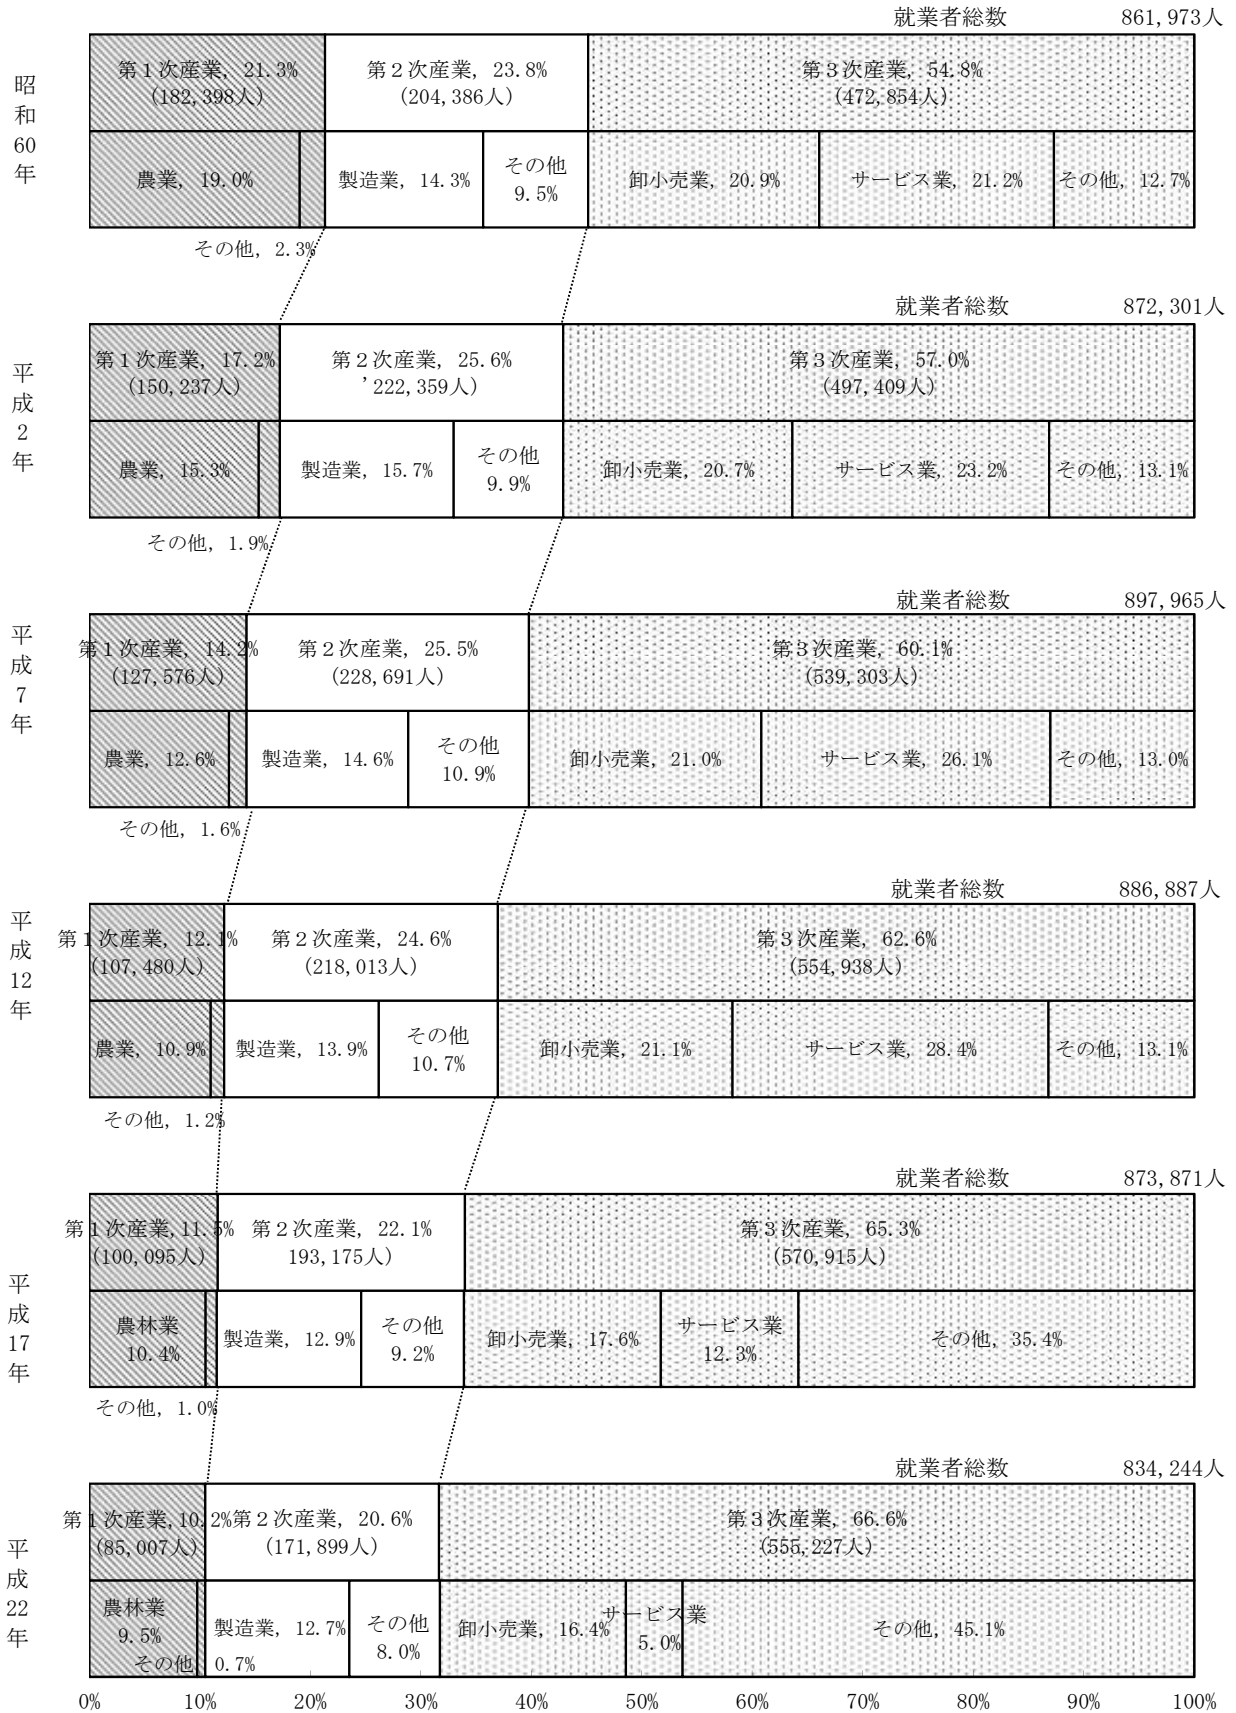 就業者総数 861,973人
昭和60年
第１次産業, 21.3%
(182,398人)
第２次産業, 23.8%
(204,386人)
第３次産業, 54.8%
(472,854人)
農業, 19.0%
製造業, 14.3%
その他
9.5%
卸小売業, 20.9%
サービス業, 21.2%
その他, 12.7%
その他, 2.3%
就業者総数 872,301人
平成2年
第１次産業, 17.2%
(150,237人)
第２次産業, 25.6%
'222,359人)
第３次産業, 57.0%
(497,409人)
農業, 15.3%
製造業, 15.7%
その他
9.9%
卸小売業, 20.7%
サービス業, 23.2%
その他, 13.1%
その他, 1.9%
就業者総数 897,965人
平成7年
第１次産業, 14.2%
(127,576人)
第２次産業, 25.5%
(228,691人)
第３次産業, 60.1%
(539,303人)
農業, 12.6%
製造業, 14.6%
その他
10.9%
卸小売業, 21.0%
サービス業, 26.1%
その他, 13.0%
その他, 1.6%
就業者総数 886,887人
平成12年
第１次産業, 12.1%
(107,480人)
第２次産業, 24.6%
(218,013人)
第３次産業, 62.6%
(554,938人)
農業, 10.9%
製造業, 13.9%
その他
10.7%
卸小売業, 21.1%
サービス業, 28.4%
その他, 13.1%
その他, 1.2%
就業者総数 873,871人
平成17年
第１次産業,11.5%
(100,095人)
第２次産業, 22.1%
193,175人)
第３次産業, 65.3%
(570,915人)
農林業
10.4%
製造業, 12.9%
その他
9.2%
卸小売業, 17.6%
サービス業
12.3%
その他, 35.4%
その他, 1.0%
就業者総数 834,244人
平成22年
第１次産業,10.2%
(85,007人)
第２次産業, 20.6%
(171,899人)
第３次産業, 66.6%
(555,227人)
農林業
9.5%
製造業, 12.7%
その他
8.0%
卸小売業, 16.4%
サービス業
5.0%
その他, 45.1%
その他 0.7%
0% 10% 20% 30% 40% 50% 60% 70% 80% 90% 100%